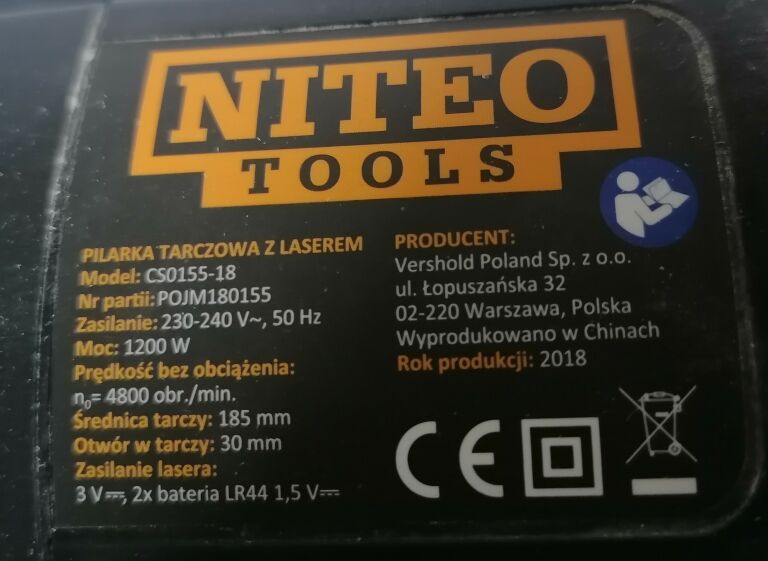 NITEO
TOOLS
PILARKA TARCZOWA Z LASEREM
Model: CS0155-18
Nr partii: POJM180155
Zasilanie: 230-240 V~, 50 Hz
Moc: 1200 W
Prędkość bez obciążenia:
n₀= 4800 obr./min.
Średnica tarczy: 185 mm
Otwór w tarczy: 30 mm
Zasilanie lasera:
3 V⎓, 2x bateria LR44 1,5 V⎓
PRODUCENT:
Vershold Poland Sp. z o.o.
ul. Łopuszańska 32
02-220 Warszawa, Polska
Wyprodukowano w Chinach
Rok produkcji: 2018
CE